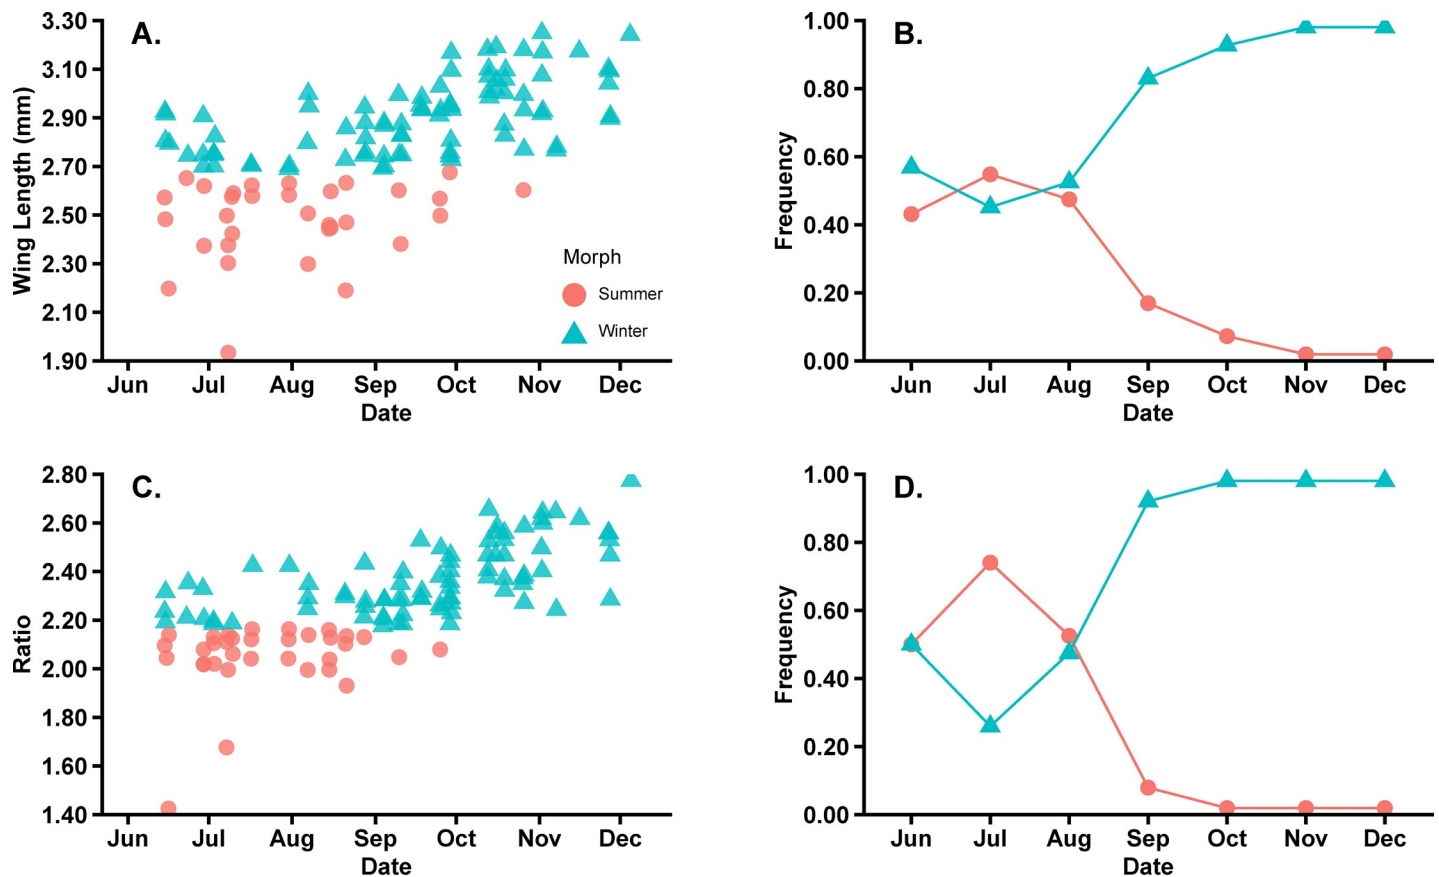 A.
3.30
3.10
2.90
2.70
2.50
2.30
2.10
1.90
Wing Length (mm)
Morph
Summer
Winter
Jun Jul Aug Sep Oct Nov Dec
Date
B.
1.00
0.80
0.60
0.40
0.20
0.00
Frequency
Jun Jul Aug Sep Oct Nov Dec
Date
C.
2.80
2.60
2.40
2.20
2.00
1.80
1.60
1.40
Ratio
Jun Jul Aug Sep Oct Nov Dec
Date
D.
1.00
0.80
0.60
0.40
0.20
0.00
Frequency
Jun Jul Aug Sep Oct Nov Dec
Date